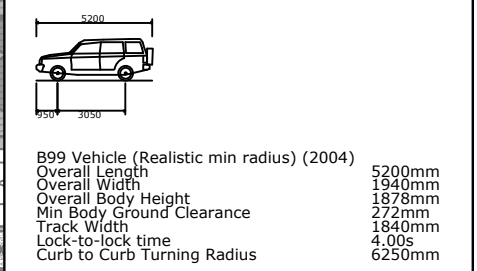 5200
950 3050
B99 Vehicle (Realistic min radius) (2004)
Overall Length 5200mm
Overall Width 1940mm
Overall Body Height 1878mm
Min Body Ground Clearance 272mm
Track Width 1840mm
Lock-to-lock time 4.00s
Curb to Curb Turning Radius 6250mm